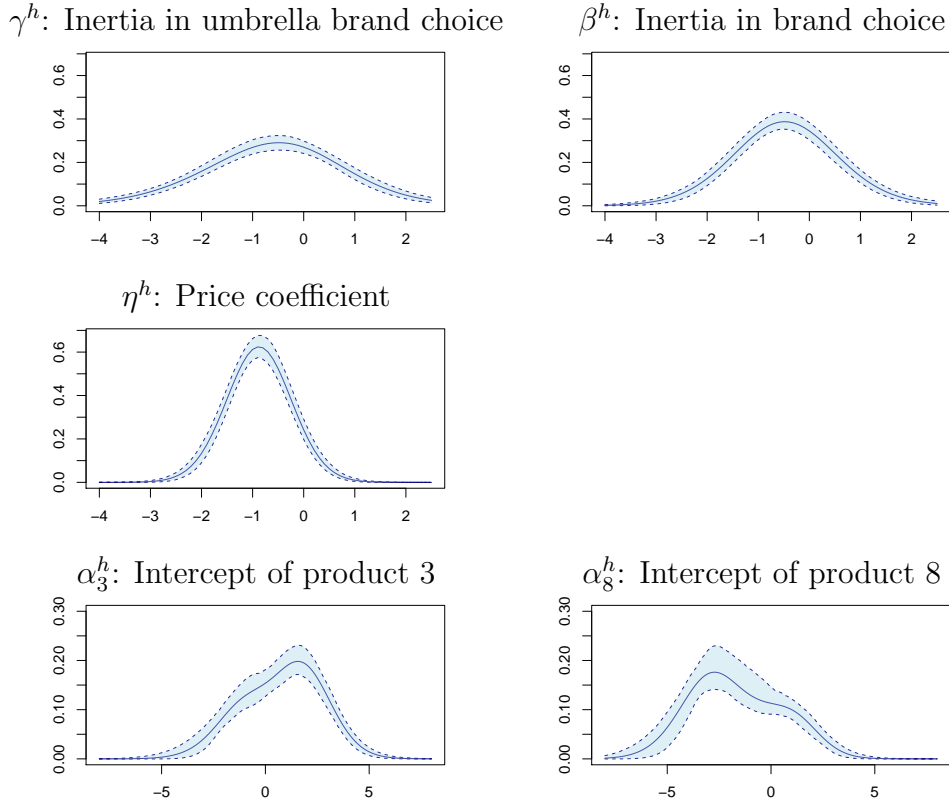 γ^h: Inertia in umbrella brand choice
β^h: Inertia in brand choice
0.0 0.2 0.4 0.6
−4 −3 −2 −1 0 1 2
0.0 0.2 0.4 0.6
−4 −3 −2 −1 0 1 2
η^h: Price coefficient
0.0 0.2 0.4 0.6
−4 −3 −2 −1 0 1 2
α_3^h: Intercept of product 3
α_8^h: Intercept of product 8
0.00 0.10 0.20 0.30
−5 0 5
0.00 0.10 0.20 0.30
−5 0 5